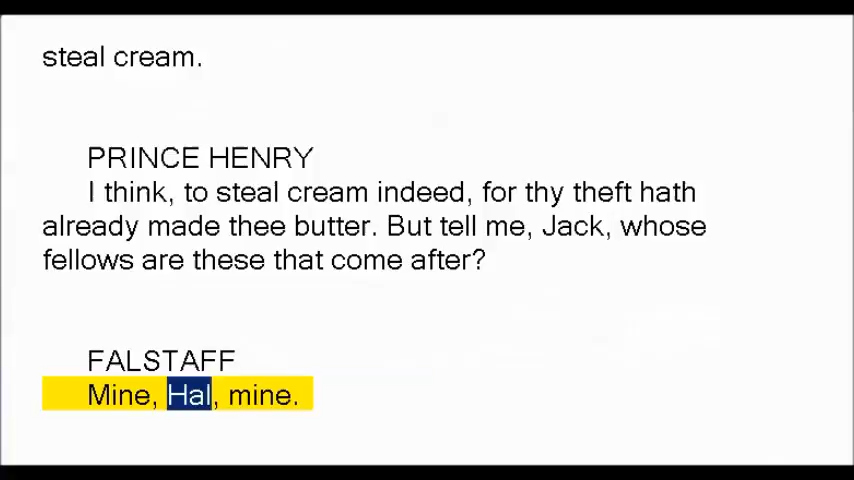 steal cream.
PRINCE HENRY
I think, to steal cream indeed, for thy theft hath
already made thee butter. But tell me, Jack, whose
fellows are these that come after?
FALSTAFF
Mine, Hal, mine.